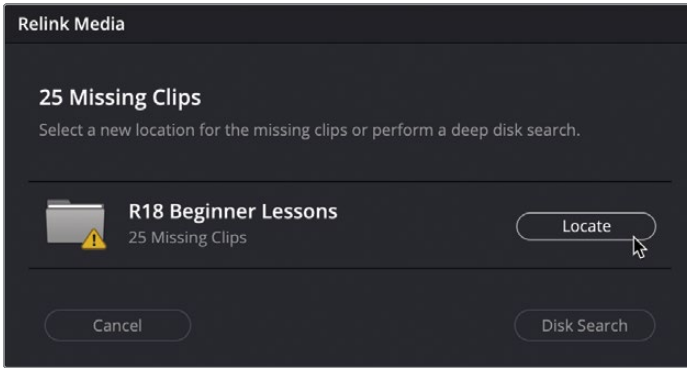 Relink Media
25 Missing Clips
Select a new location for the missing clips or perform a deep disk search.
R18 Beginner Lessons
25 Missing Clips
Locate
Cancel
Disk Search